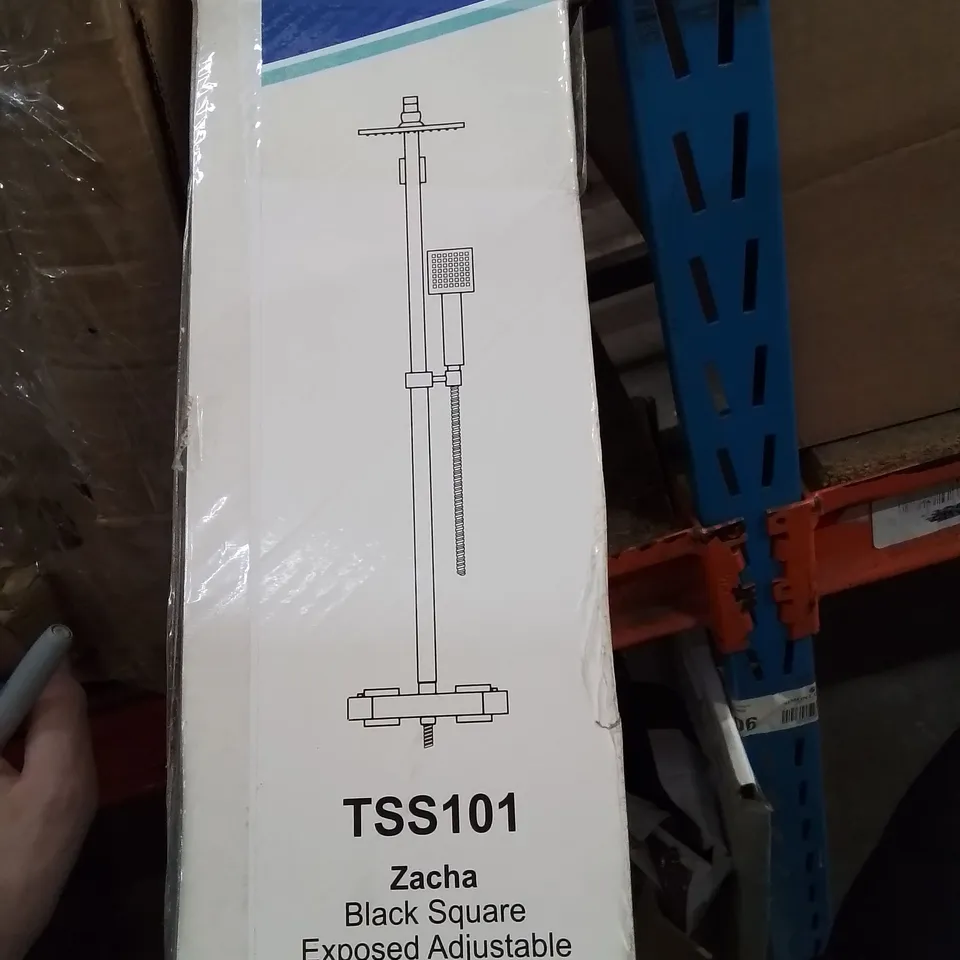 TSS101
Zacha
Black Square
Exposed Adjustable